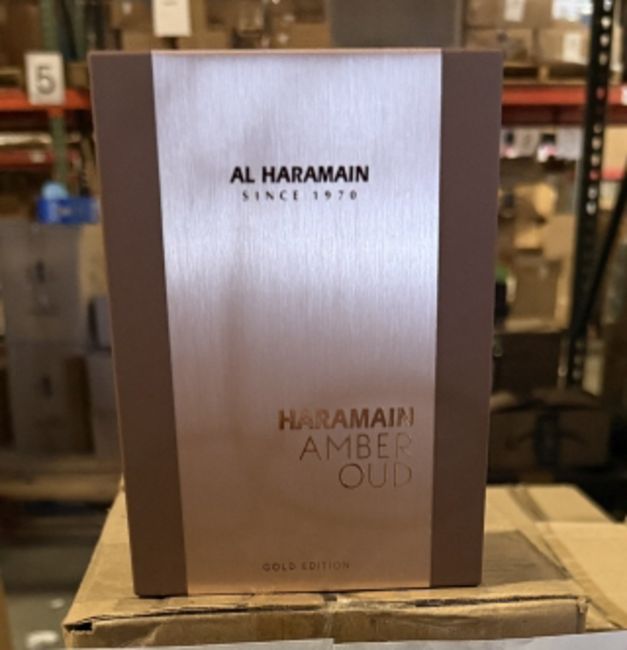 5
AL HARAMAIN
SINCE 1970
HARAMAIN
AMBER
OUD
GOLD EDITION